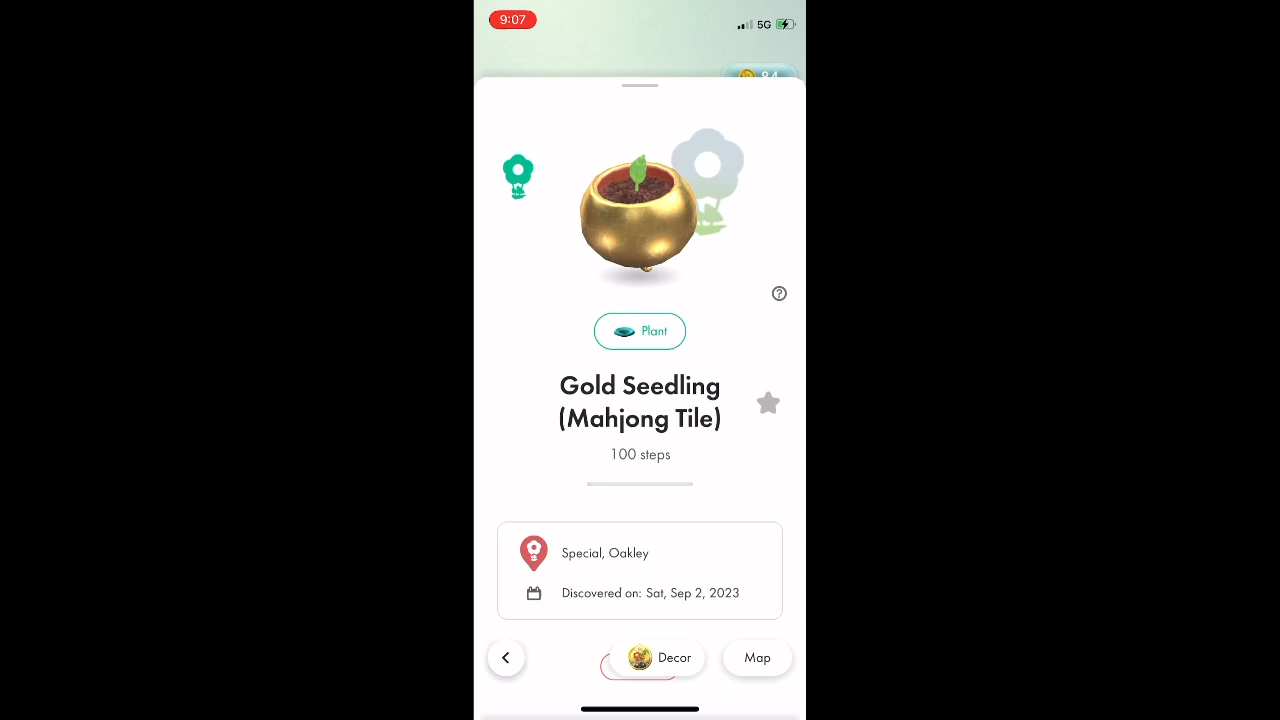 9:07
5G
84
Plant
Gold Seedling
(Mahjong Tile)
100 steps
Special, Oakley
Discovered on: Sat, Sep 2, 2023
Decor
Map